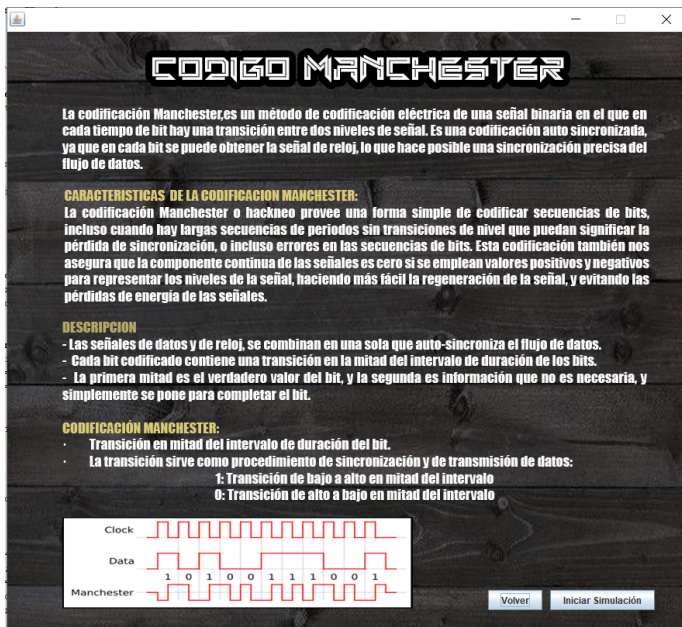 CODIGO MANCHESTER
La codificación Manchester,es un método de codificación eléctrica de una señal binaria en el que en
cada tiempo de bit hay una transición entre dos niveles de señal. Es una codificación auto sincronizada,
ya que en cada bit se puede obtener la señal de reloj, lo que hace posible una sincronización precisa del
flujo de datos.
CARACTERISTICAS DE LA CODIFICACION MANCHESTER:
La codificación Manchester o hackneo provee una forma simple de codificar secuencias de bits,
incluso cuando hay largas secuencias de periodos sin transiciones de nivel que puedan significar la
pérdida de sincronización, o incluso errores en las secuencias de bits. Esta codificación también nos
asegura que la componente continua de las señales es cero si se emplean valores positivos y negativos
para representar los niveles de la señal, haciendo más fácil la regeneración de la señal, y evitando las
pérdidas de energía de las señales.
DESCRIPCION
- Las señales de datos y de reloj, se combinan en una sola que auto-sincroniza el flujo de datos.
- Cada bit codificado contiene una transición en la mitad del intervalo de duración de los bits.
- La primera mitad es el verdadero valor del bit, y la segunda es información que no es necesaria, y
simplemente se pone para completar el bit.
CODIFICACIÓN MANCHESTER:
· Transición en mitad del intervalo de duración del bit.
· La transición sirve como procedimiento de sincronización y de transmisión de datos:
1: Transición de bajo a alto en mitad del intervalo
0: Transición de alto a bajo en mitad del intervalo
Clock
Data
1 0 1 0 0 1 1 1 0 0 1
Manchester
Volver Iniciar Simulación